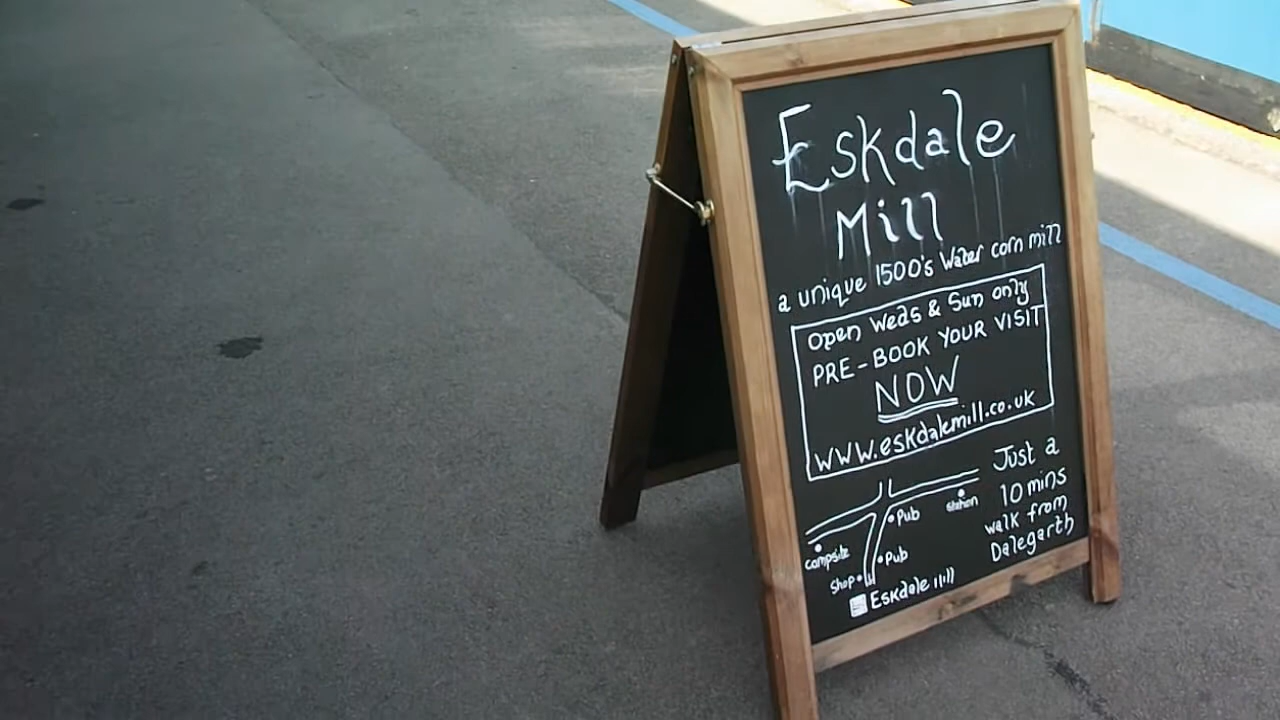 Eskdale
Mill
a unique 1500's Water corn mill
Open Weds & Sun only
PRE-BOOK YOUR VISIT
NOW
www.eskdalemill.co.uk
Just a
10 mins
walk from
Dalegarth
station
Pub
campsite
Pub
Shop
Eskdale